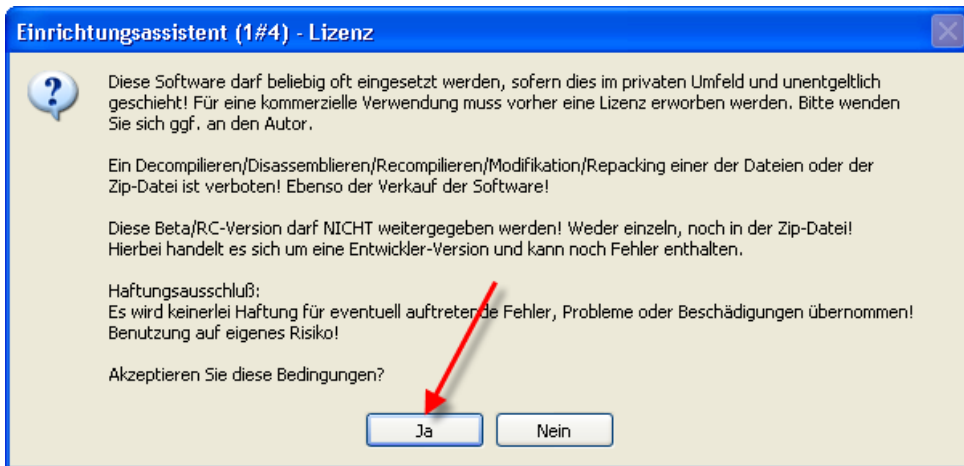 Einrichtungsassistent (1#4) - Lizenz
Diese Software darf beliebig oft eingesetzt werden, sofern dies im privaten Umfeld und unentgeltlich
geschieht! Für eine kommerzielle Verwendung muss vorher eine Lizenz erworben werden. Bitte wenden
Sie sich ggf. an den Autor.
Ein Decompilieren/Disassemblieren/Recompilieren/Modifikation/Repacking einer der Dateien oder der
Zip-Datei ist verboten! Ebenso der Verkauf der Software!
Diese Beta/RC-Version darf NICHT weitergegeben werden! Weder einzeln, noch in der Zip-Datei!
Hierbei handelt es sich um eine Entwickler-Version und kann noch Fehler enthalten.
Haftungsausschluß:
Es wird keinerlei Haftung für eventuell auftretende Fehler, Probleme oder Beschädigungen übernommen!
Benutzung auf eigenes Risiko!
Akzeptieren Sie diese Bedingungen?
Ja
Nein